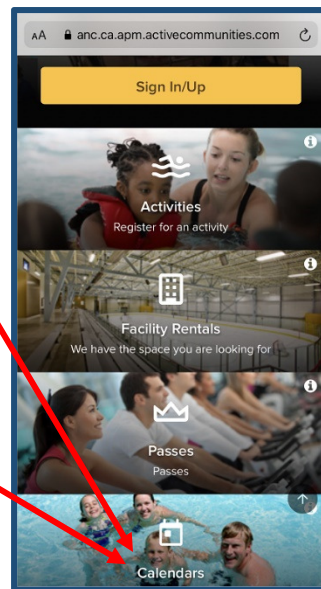 AA anc.ca.apm.activecommunities.com
Sign In/Up
Activities
Register for an activity
Facility Rentals
We have the space you are looking for
Passes
Passes
Calendars